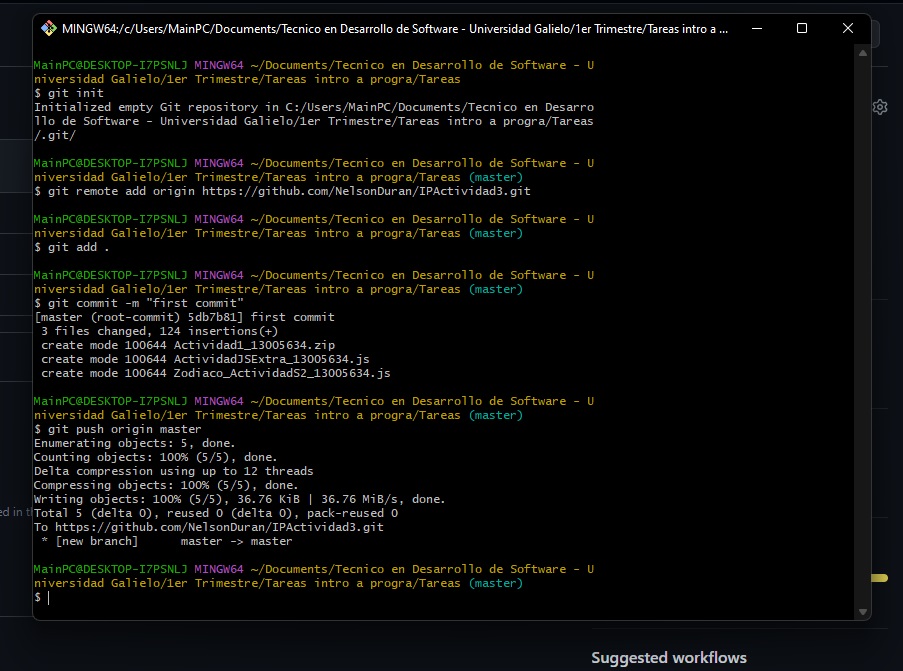 MINGW64:/c/Users/MainPC/Documents/Tecnico en Desarrollo de Software - Universidad Galielo/1er Trimestre/Tareas intro a ...
MainPC@DESKTOP-I7PSNLJ MINGW64 ~/Documents/Tecnico en Desarrollo de Software - U
niversidad Galielo/1er Trimestre/Tareas intro a progra/Tareas
$ git init
Initialized empty Git repository in C:/Users/MainPC/Documents/Tecnico en Desarro
llo de Software - Universidad Galielo/1er Trimestre/Tareas intro a progra/Tareas
/.git/
MainPC@DESKTOP-I7PSNLJ MINGW64 ~/Documents/Tecnico en Desarrollo de Software - U
niversidad Galielo/1er Trimestre/Tareas intro a progra/Tareas (master)
$ git remote add origin https://github.com/NelsonDuran/IPActividad3.git
MainPC@DESKTOP-I7PSNLJ MINGW64 ~/Documents/Tecnico en Desarrollo de Software - U
niversidad Galielo/1er Trimestre/Tareas intro a progra/Tareas (master)
$ git add .
MainPC@DESKTOP-I7PSNLJ MINGW64 ~/Documents/Tecnico en Desarrollo de Software - U
niversidad Galielo/1er Trimestre/Tareas intro a progra/Tareas (master)
$ git commit -m "first commit"
[master (root-commit) 5db7b81] first commit
3 files changed, 124 insertions(+)
create mode 100644 Actividad1_13005634.zip
create mode 100644 ActividadJSExtra_13005634.js
create mode 100644 Zodiaco_ActividadS2_13005634.js
MainPC@DESKTOP-I7PSNLJ MINGW64 ~/Documents/Tecnico en Desarrollo de Software - U
niversidad Galielo/1er Trimestre/Tareas intro a progra/Tareas (master)
$ git push origin master
Enumerating objects: 5, done.
Counting objects: 100% (5/5), done.
Delta compression using up to 12 threads
Compressing objects: 100% (5/5), done.
Writing objects: 100% (5/5), 36.76 KiB | 36.76 MiB/s, done.
Total 5 (delta 0), reused 0 (delta 0), pack-reused 0
To https://github.com/NelsonDuran/IPActividad3.git
* [new branch]      master -> master
MainPC@DESKTOP-I7PSNLJ MINGW64 ~/Documents/Tecnico en Desarrollo de Software - U
niversidad Galielo/1er Trimestre/Tareas intro a progra/Tareas (master)
$
Suggested workflows